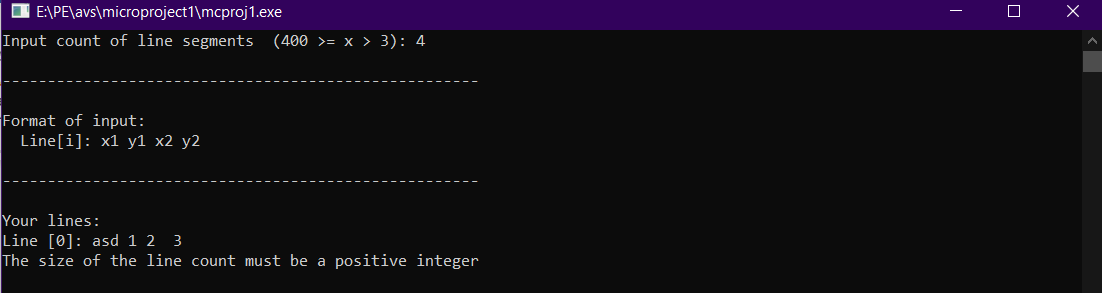 E:\PE\avs\microproject1\mcproj1.exe
Input count of line segments  (400 >= x > 3): 4
-----------------------------------------------------
Format of input:
  Line[i]: x1 y1 x2 y2
-----------------------------------------------------
Your lines:
Line [0]: asd 1 2  3
The size of the line count must be a positive integer